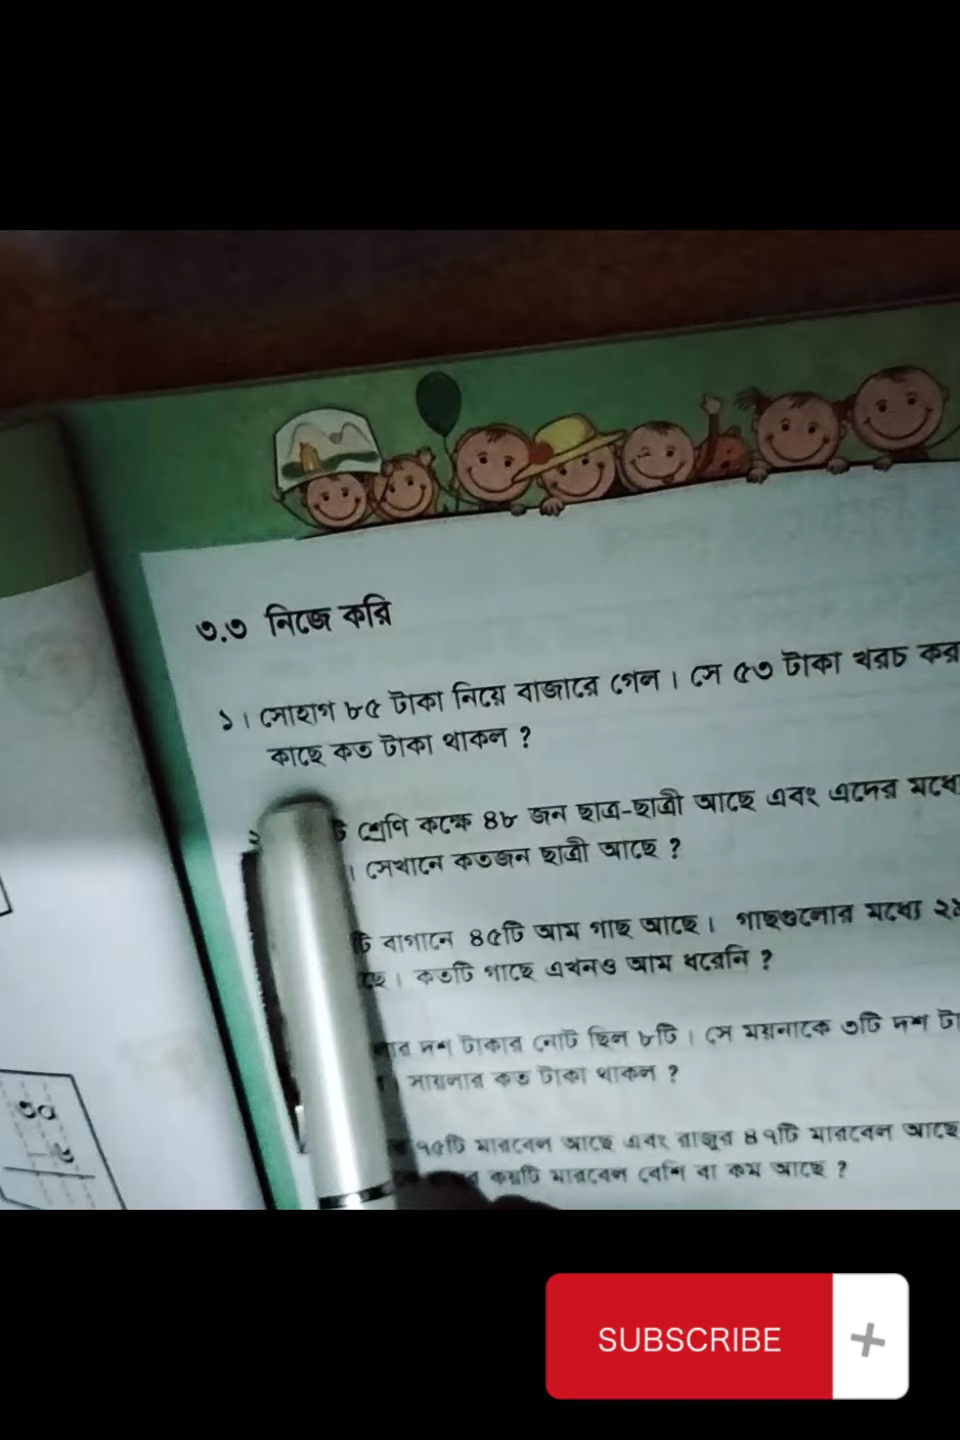 ৩.৩ নিজে করি
১। সোহাগ ৮৫ টাকা নিয়ে বাজারে গেল। সে ৫৩ টাকা খরচ কর
কাছে কত টাকা থাকল ?
টি শ্রেণি কক্ষে ৪৮ জন ছাত্র-ছাত্রী আছে এবং এদের মধ্যে
। সেখানে কতজন ছাত্রী আছে ?
টি বাগানে ৪৫টি আম গাছ আছে। গাছগুলোর মধ্যে
ছে। কতটি গাছে এখনও আম ধরেনি ?
দশ টাকার নোট ছিল ৮টি। সে ময়নাকে ৩টি দশ টা
সায়লার কত টাকা থাকল ?
৭৫টি মারবেল আছে এবং রাজুর ৪৭টি মারবেল আছে
কয়টি মারবেল বেশি বা কম আছে ?
SUBSCRIBE +